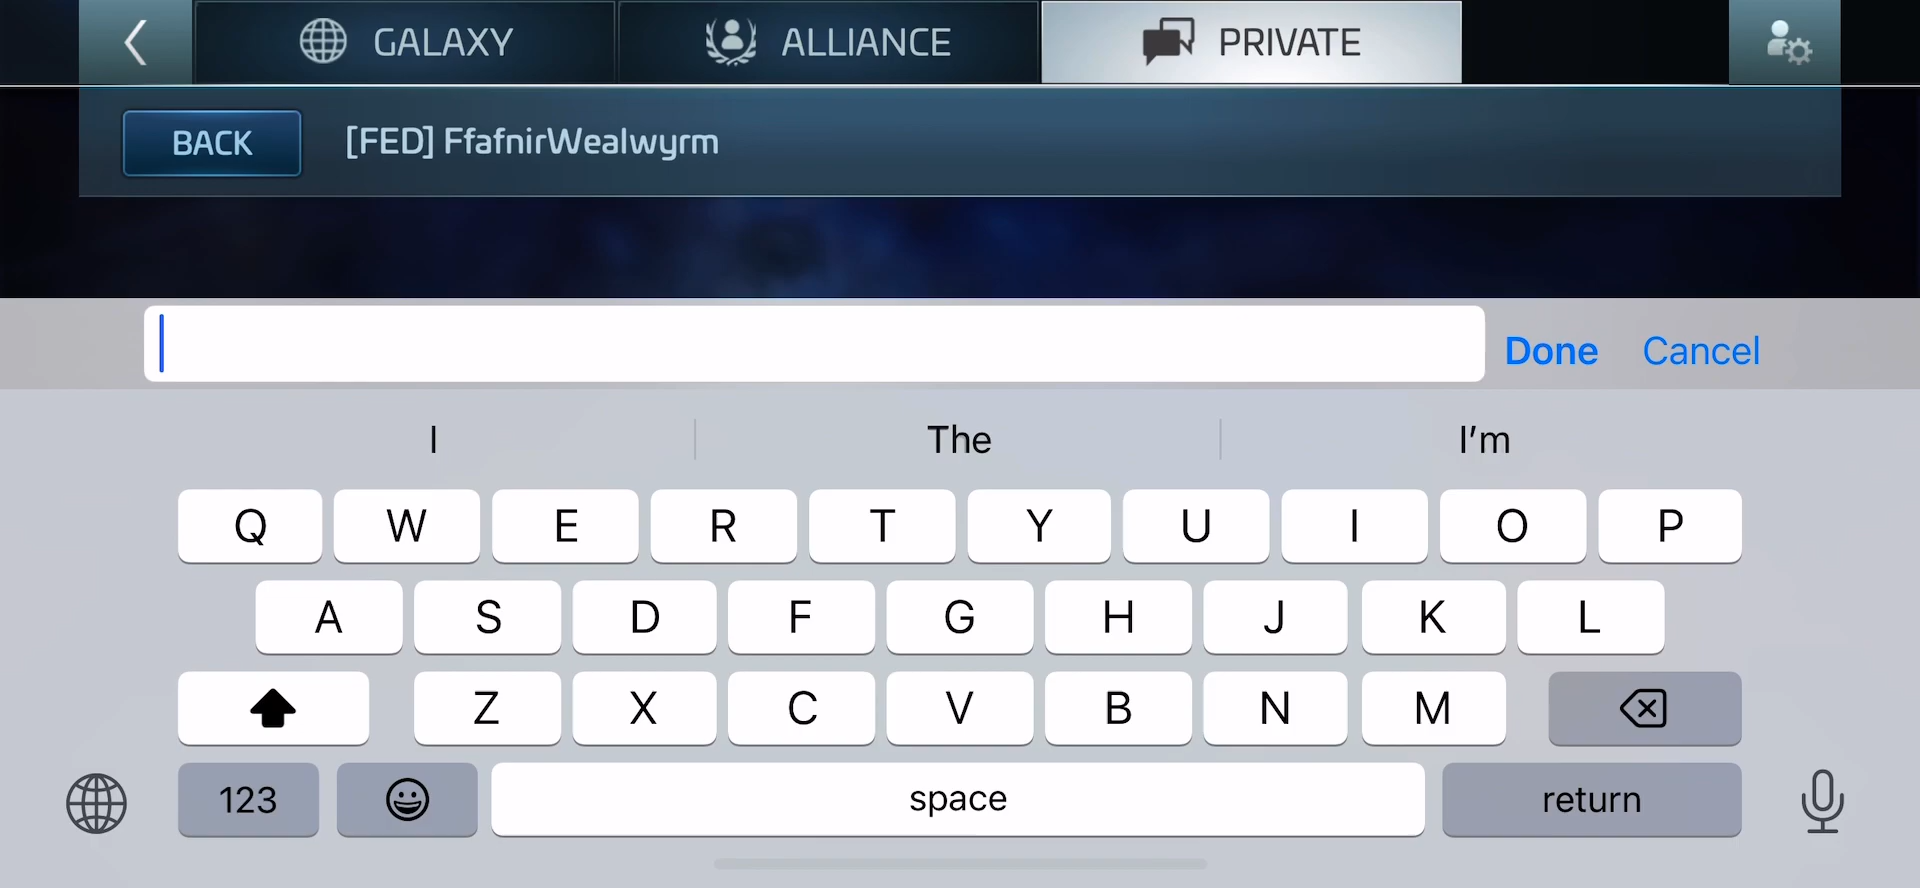 GALAXY ALLIANCE PRIVATE
BACK [FED] FfafnirWealwyrm
Done Cancel
I The I'm
Q W E R T Y U I O P
A S D F G H J K L
Z X C V B N M
123 space return